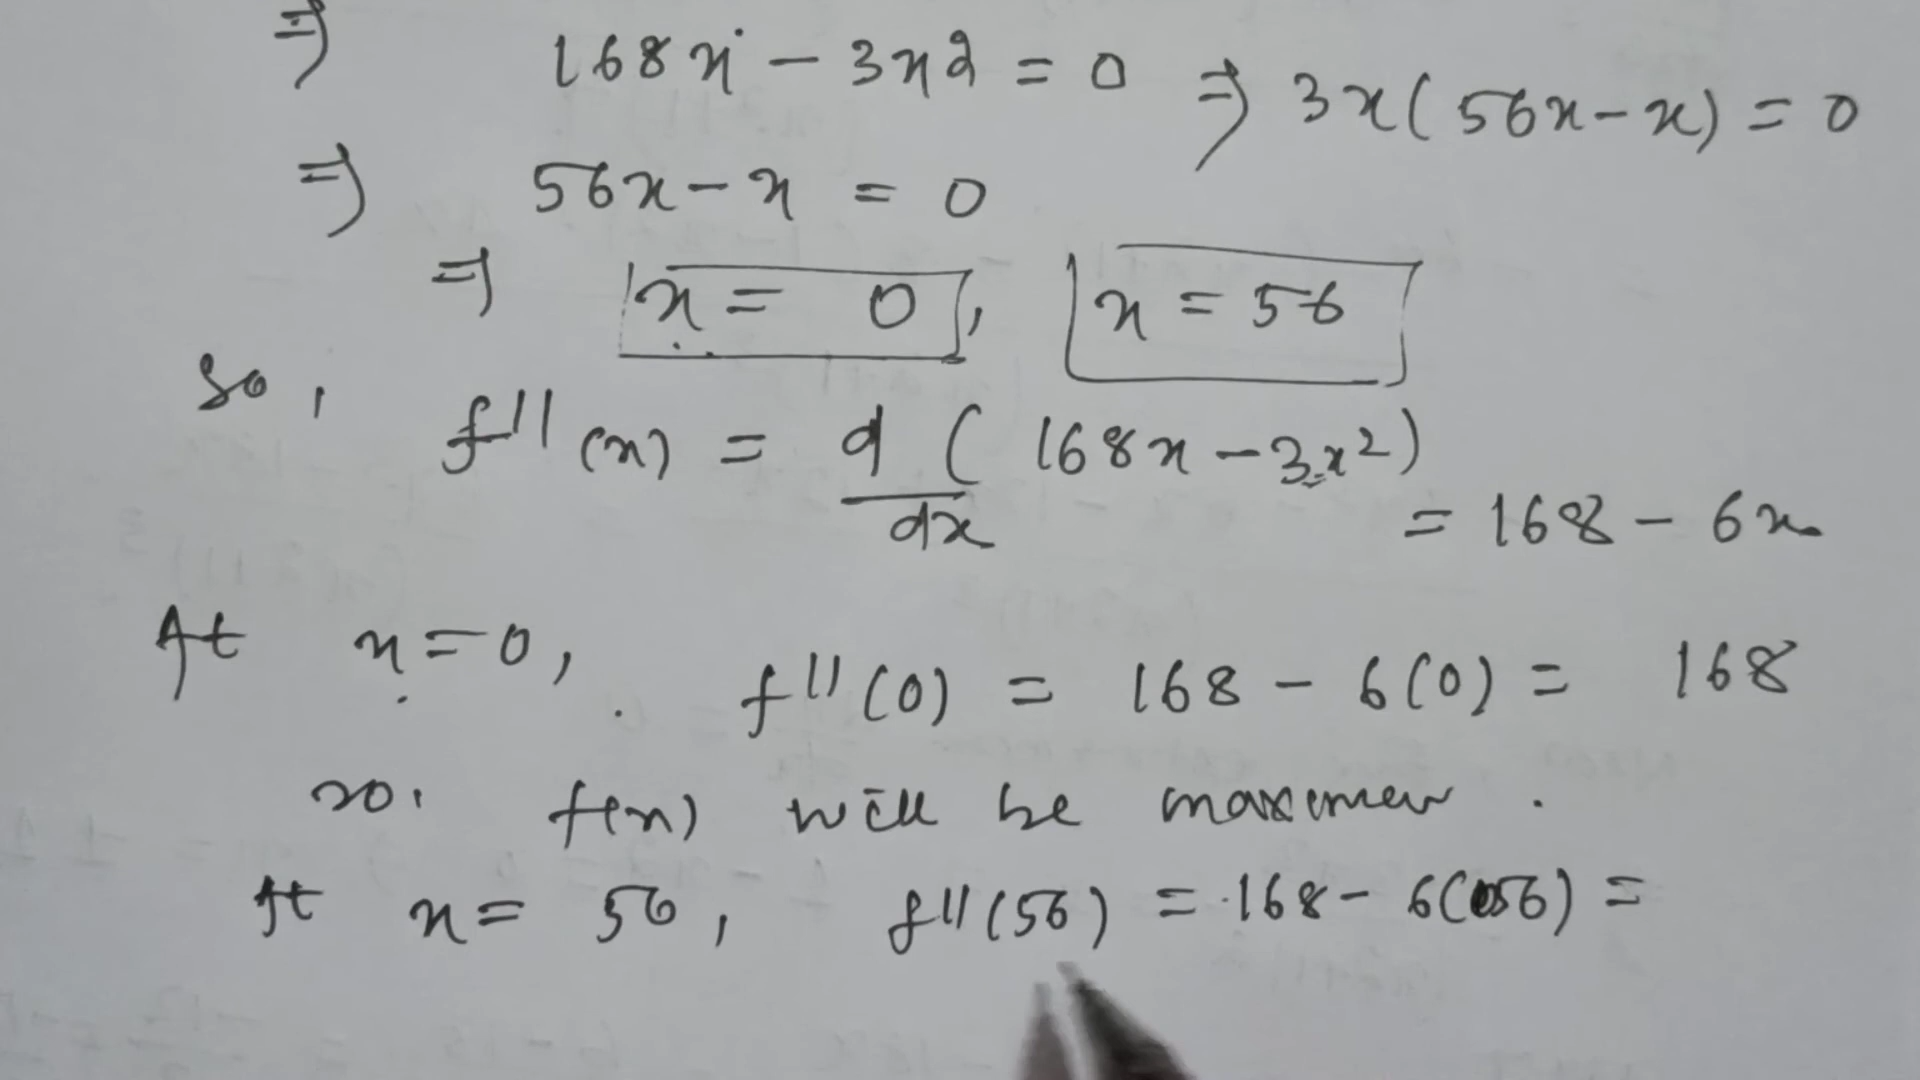 ⇒ 168x - 3x2 = 0 ⇒ 3x(56x-x) = 0
⇒ 56x-x = 0
⇒ x = 0, x = 56
so, f''(x) = d/dx (168x-3x²)
= 168 - 6x
At x=0, f''(0) = 168 - 6(0) = 168
so, f(x) will be
At x = 56, f''(56) = 168- 6(56) =